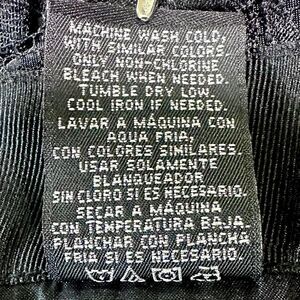 MACHINE WASH COLD,
WITH SIMILAR COLORS
ONLY NON-CHLORINE
BLEACH WHEN NEEDED.
TUMBLE DRY LOW.
COOL IRON IF NEEDED.
LAVAR A MÁQUINA CON
AQUA FRIA,
CON COLORES SIMILARES.
USAR SOLAMENTE
BLANQUEADOR
SIN CLORO SI ES NECESARIO.
SECAR A MÁQUINA
CON TEMPERATURA BAJA.
PLANCHAR CON PLANCHA
FRIA SI ES NECESARIO.